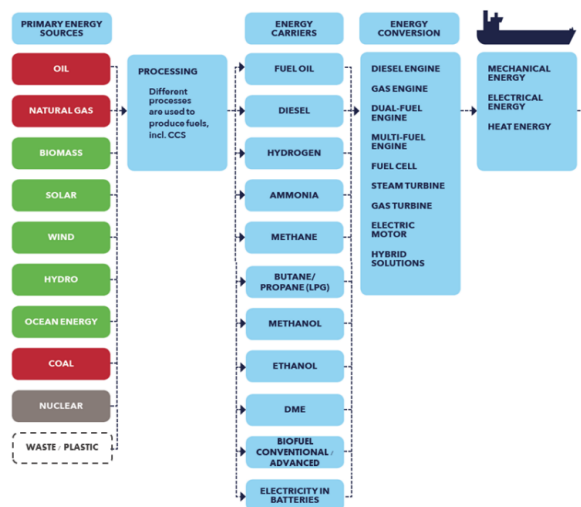 PRIMARY ENERGY
SOURCES
OIL
NATURAL GAS
BIOMASS
SOLAR
WIND
HYDRO
OCEAN ENERGY
COAL
NUCLEAR
WASTE / PLASTIC
PROCESSING
Different
processes
are used to
produce fuels,
incl. CCS
ENERGY
CARRIERS
FUEL OIL
DIESEL
HYDROGEN
AMMONIA
METHANE
BUTANE/
PROPANE (LPG)
METHANOL
ETHANOL
DME
BIOFUEL
CONVENTIONAL /
ADVANCED
ELECTRICITY IN
BATTERIES
ENERGY
CONVERSION
DIESEL ENGINE
GAS ENGINE
DUAL-FUEL
ENGINE
MULTI-FUEL
ENGINE
FUEL CELL
STEAM TURBINE
GAS TURBINE
ELECTRIC
MOTOR
HYBRID
SOLUTIONS
MECHANICAL
ENERGY
ELECTRICAL
ENERGY
HEAT ENERGY